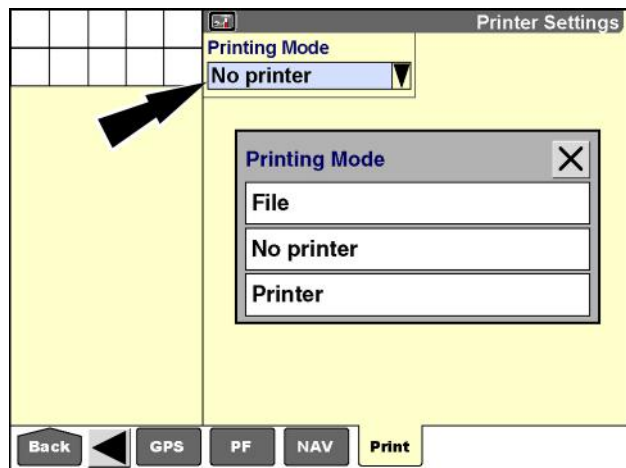 Printer Settings
Printing Mode
No printer
Printing Mode
File
No printer
Printer
Back GPS PF NAV Print